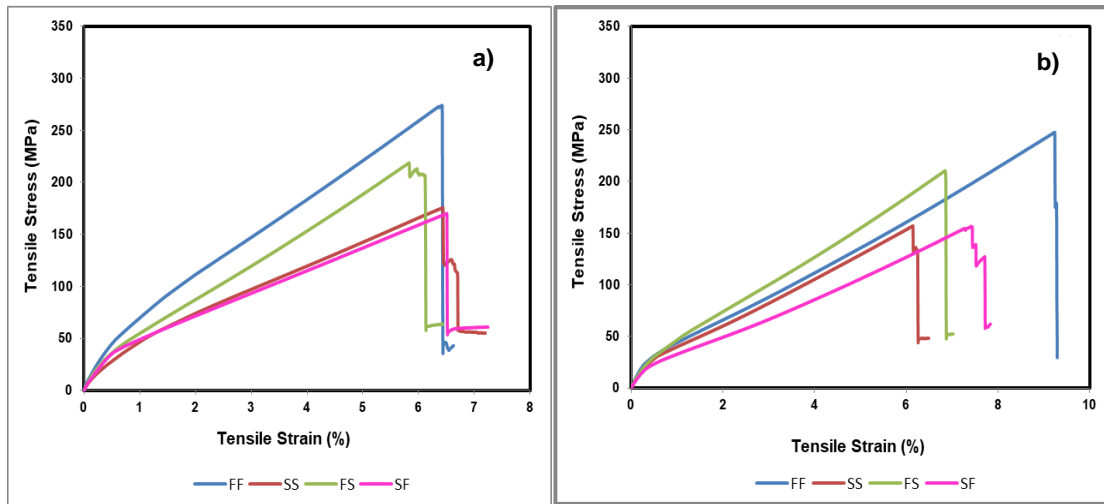 a)
Tensile Stress (MPa)
350
300
250
200
150
100
50
0
0 1 2 3 4 5 6 7 8
Tensile Strain (%)
FF SS FS SF
b)
Tensile Stress (MPa)
350
300
250
200
150
100
50
0
0 2 4 6 8 10
Tensile Strain (%)
FF SS FS SF